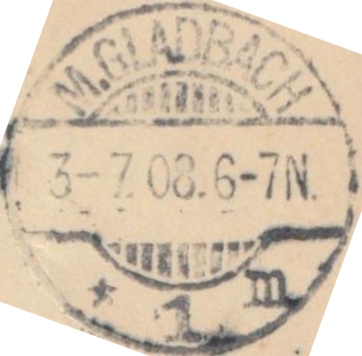 M.GLADBACH
3-7.08.6-7N.
* 1 m